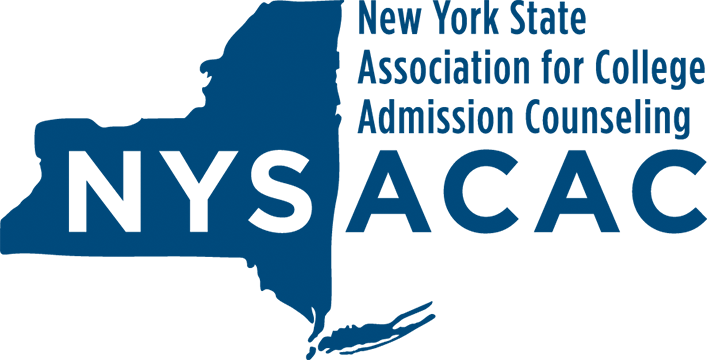 New York State
Association for College
Admission Counseling
NYSACAC